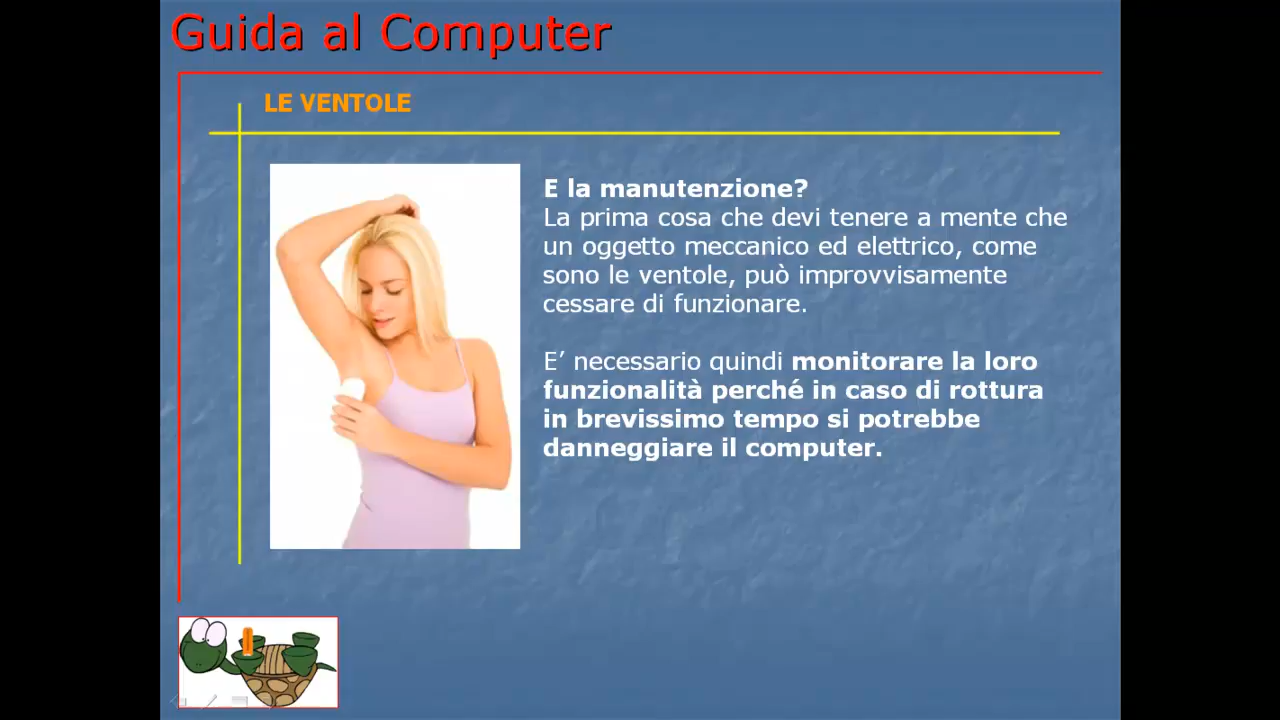 Guida al Computer
LE VENTOLE
E la manutenzione?
La prima cosa che devi tenere a mente che
un oggetto meccanico ed elettrico, come
sono le ventole, può improvvisamente
cessare di funzionare.
E’ necessario quindi monitorare la loro
funzionalità perché in caso di rottura
in brevissimo tempo si potrebbe
danneggiare il computer.